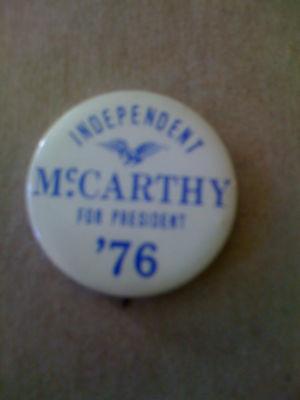 INDEPENDENT
McCARTHY
FOR PRESIDENT
'76